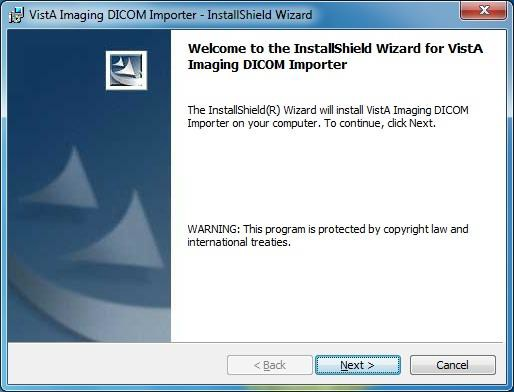 VistA Imaging DICOM Importer - InstallShield Wizard
Welcome to the InstallShield Wizard for VistA
Imaging DICOM Importer
The InstallShield(R) Wizard will install VistA Imaging DICOM
Importer on your computer. To continue, click Next.
WARNING: This program is protected by copyright law and
international treaties.
< Back
Next >
Cancel